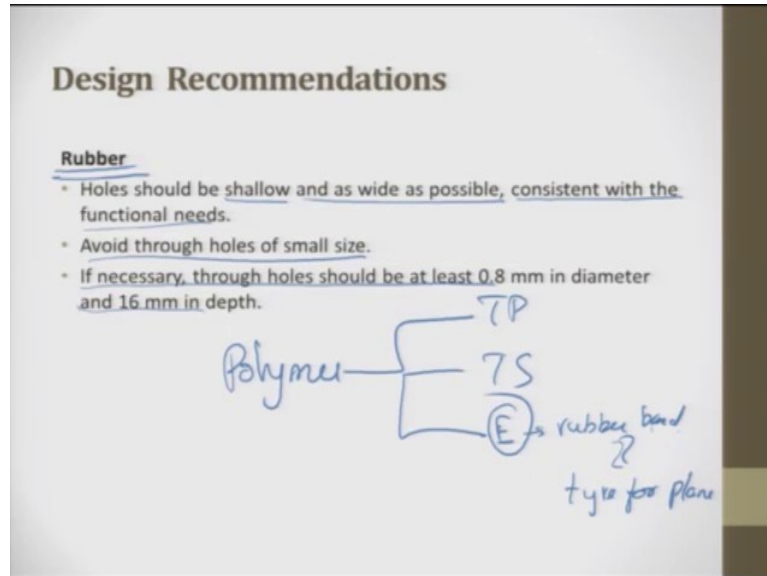 Design Recommendations
Rubber
• Holes should be shallow and as wide as possible, consistent with the
functional needs.
• Avoid through holes of small size.
• If necessary, through holes should be at least 0.8 mm in diameter
and 16 mm in depth.
TP
Polymer
TS
E → rubber band
tyre for plane